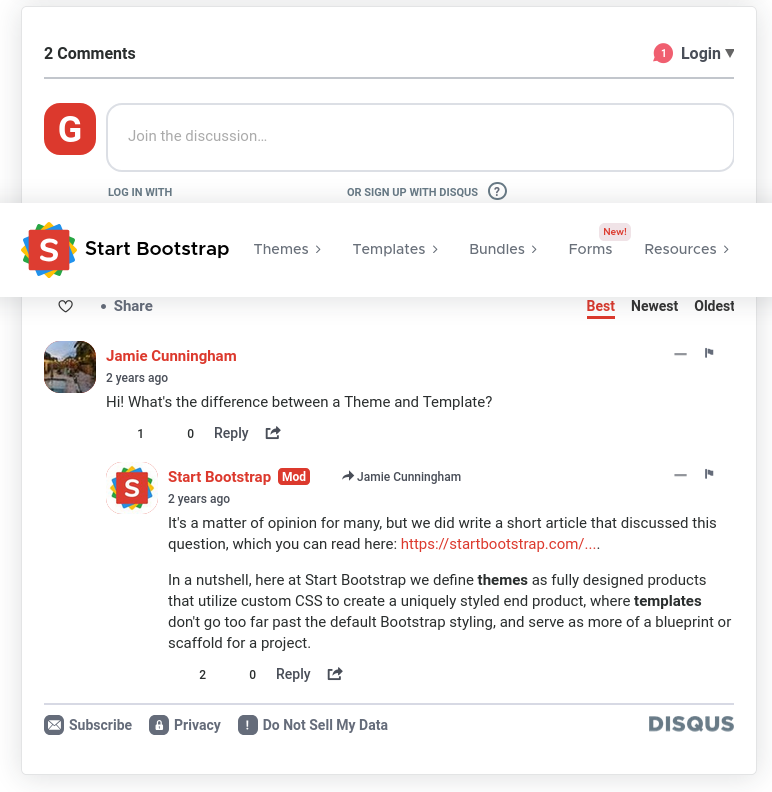 2 Comments
1 Login
G
Join the discussion…
LOG IN WITH OR SIGN UP WITH DISQUS ?
S Start Bootstrap Themes Templates Bundles Forms New! Resources
• Share Best Newest Oldest
Jamie Cunningham
2 years ago
Hi! What's the difference between a Theme and Template?
1 0 Reply
S Start Bootstrap Mod Jamie Cunningham
2 years ago
It's a matter of opinion for many, but we did write a short article that discussed this
question, which you can read here: https://startbootstrap.com/....
In a nutshell, here at Start Bootstrap we define themes as fully designed products
that utilize custom CSS to create a uniquely styled end product, where templates
don't go too far past the default Bootstrap styling, and serve as more of a blueprint or
scaffold for a project.
2 0 Reply
Subscribe Privacy ! Do Not Sell My Data DISQUS